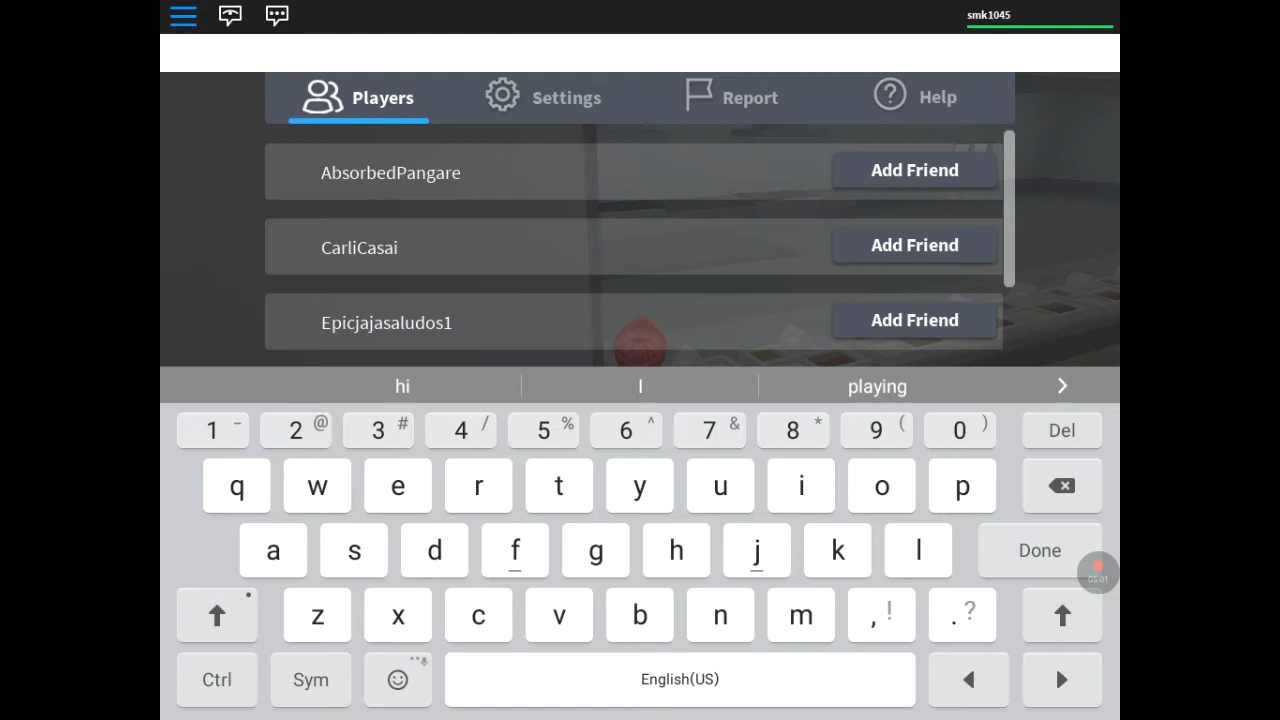 smk1045
Players Settings Report Help
AbsorbedPangare Add Friend
CarliCasai Add Friend
Epicjajasaludos1 Add Friend
hi I playing
1 - 2 @ 3 # 4 / 5 % 6 ^ 7 & 8 * 9 ( 0 ) Del
q w e r t y u i o p
a s d f g h j k l Done
z x c v b n m , ! . ?
Ctrl Sym English(US)